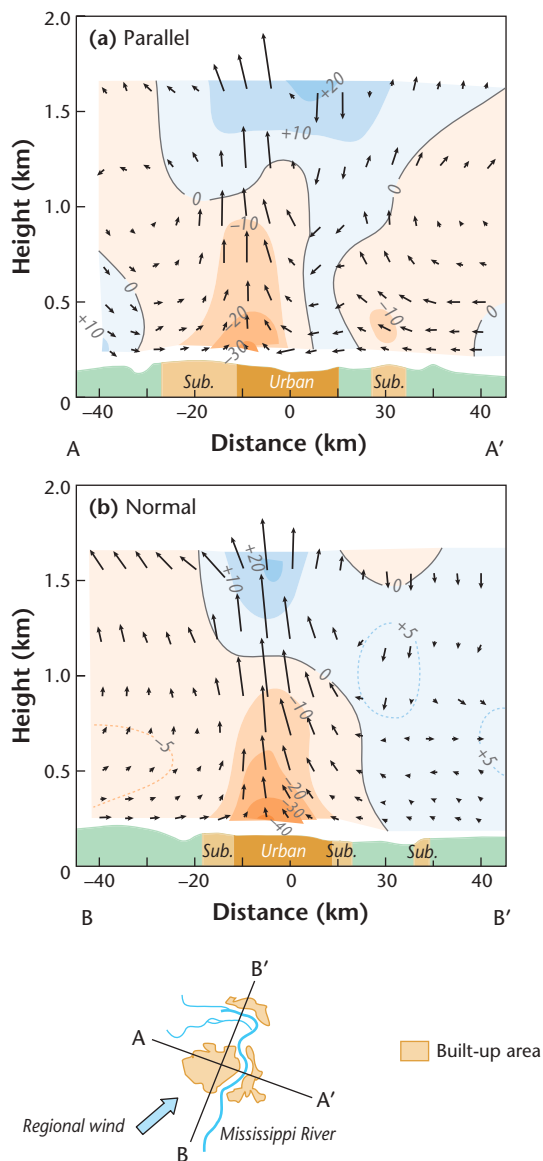 2.0
(a) Parallel
+20
1.5
+10
0
0
Height (km)
1.0
−10
0
0.5
0
+10
−20
−10
−30
Sub.
Urban
Sub.
0
−40
−20
0
20
40
A
Distance (km)
A′
2.0
(b) Normal
+20
+10
0
1.5
+5
Height (km)
1.0
0
−10
−5
+5
0.5
−20
−30
−40
Sub.
Urban
Sub.
Sub.
0
−40
−20
0
20
40
B
Distance (km)
B′
B′
A
Built-up area
A′
Regional wind
B
Mississippi River